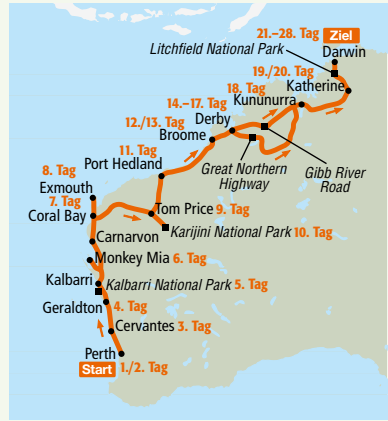 21.–28. Tag Ziel
Litchfield National Park
Darwin
19./20. Tag
Katherine
18. Tag
Kununurra
14.–17. Tag
Derby
12./13. Tag
Broome
11. Tag
Port Hedland
Great Northern
Highway
Gibb River
Road
8. Tag
Exmouth
7. Tag
Coral Bay
Tom Price 9. Tag
Karijini National Park 10. Tag
Carnarvon
Monkey Mia 6. Tag
Kalbarri
Kalbarri National Park 5. Tag
Geraldton 4. Tag
Cervantes 3. Tag
Perth
Start 1./2. Tag